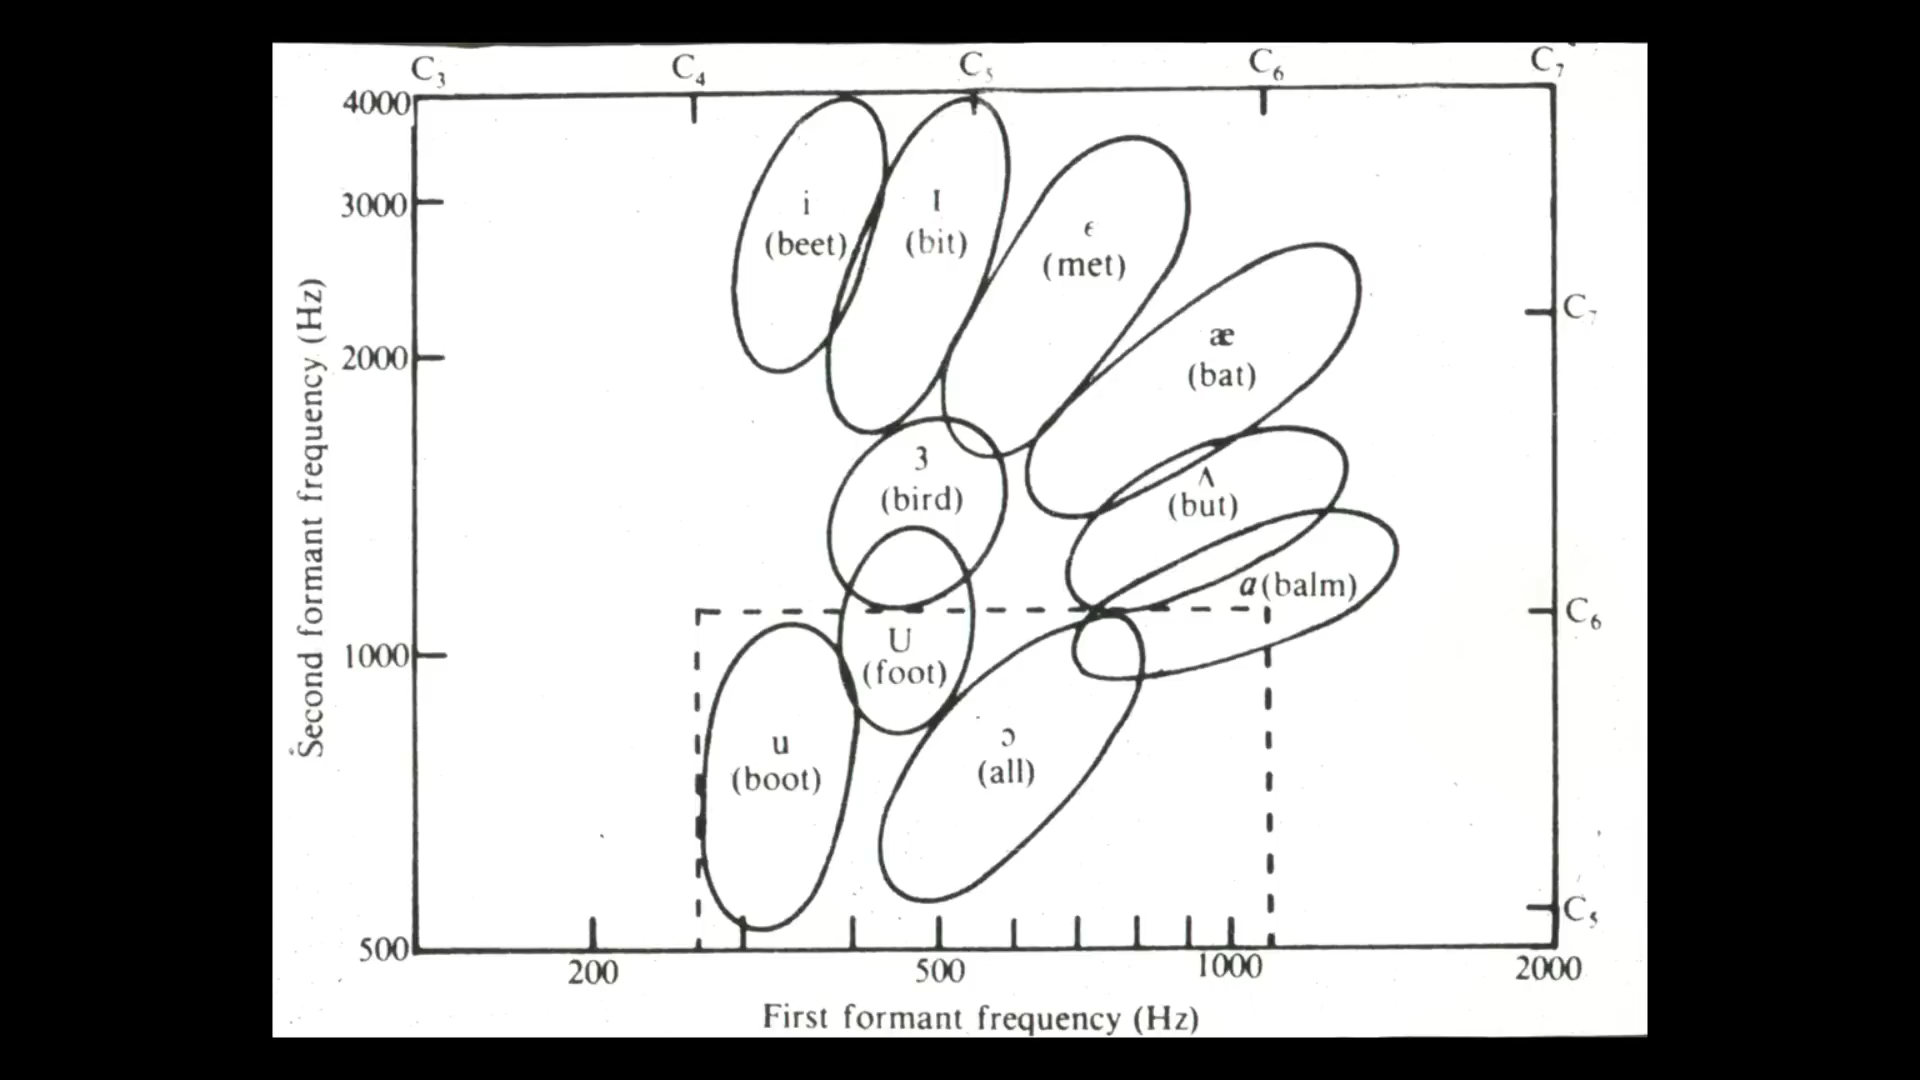 C₃ C₄ C₅ C₆ C₇
4000
3000
2000
1000
500
Second formant frequency (Hz)
i
(beet)
I
(bit)
ϵ
(met)
æ
(bat)
C₇
3
(bird)
Λ
(but)
a (balm)
C₆
U
(foot)
u
(boot)
ɔ
(all)
C₅
200 500 1000 2000
First formant frequency (Hz)